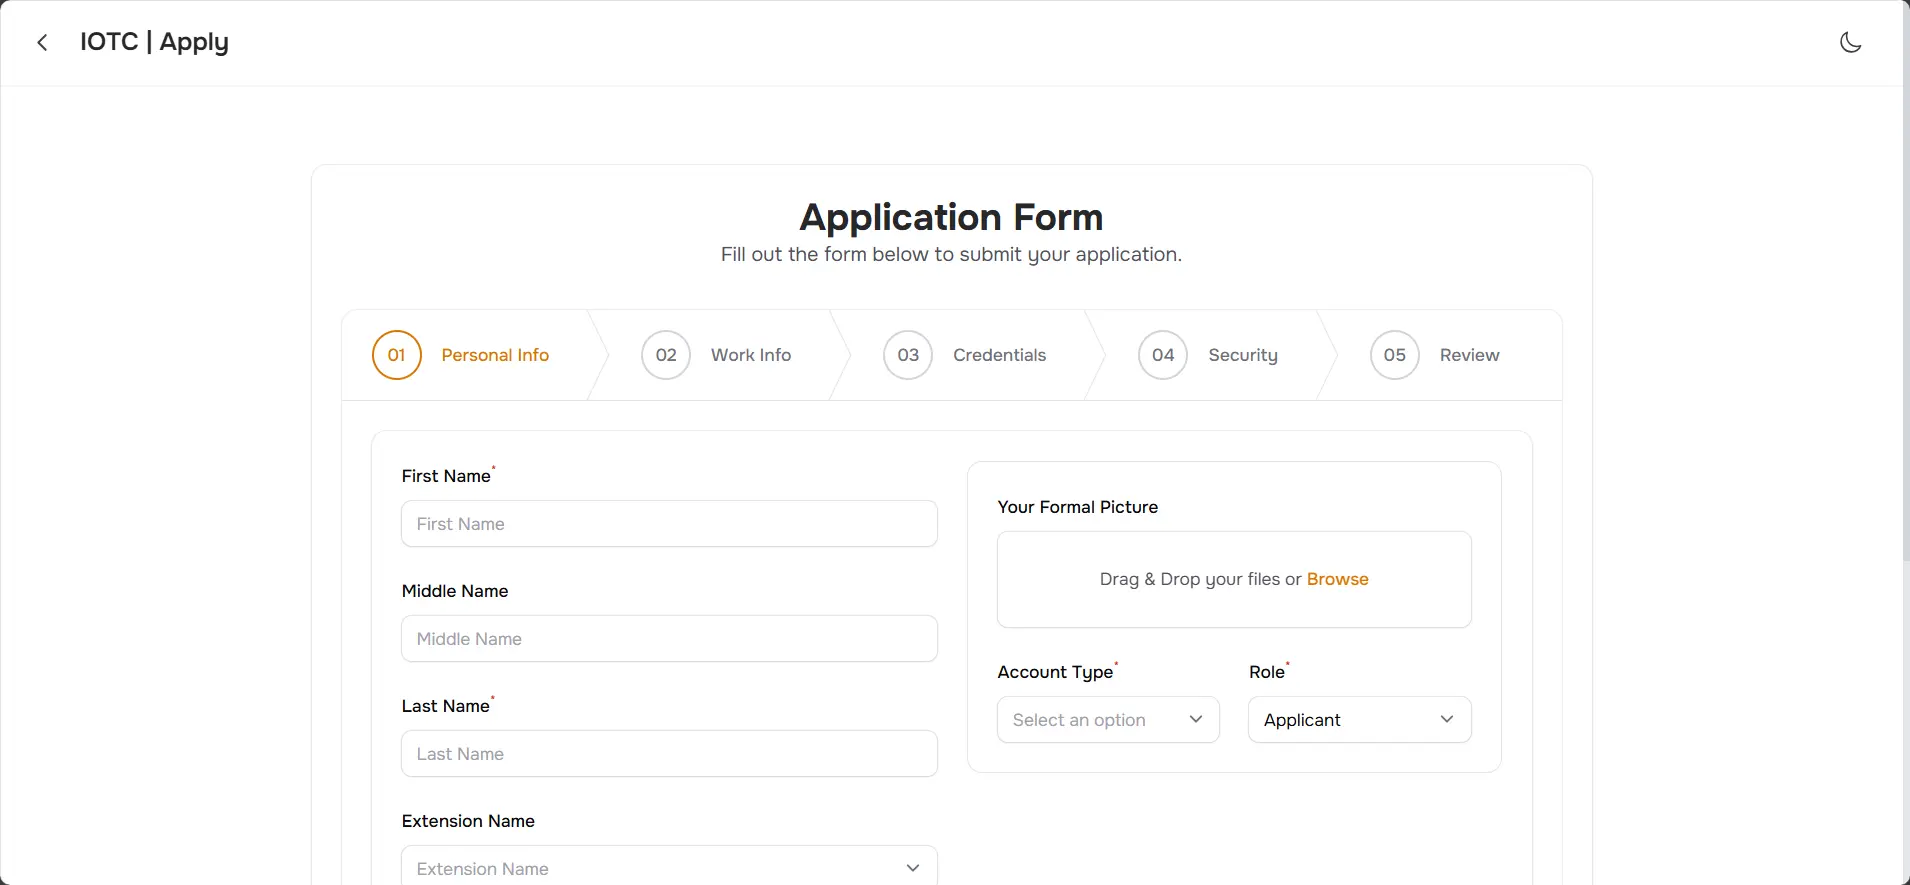 IOTC | Apply
Application Form
Fill out the form below to submit your application.
01 Personal Info
02 Work Info
03 Credentials
04 Security
05 Review
First Name*
First Name
Middle Name
Middle Name
Last Name*
Last Name
Extension Name
Extension Name
Your Formal Picture
Drag & Drop your files or Browse
Account Type*
Select an option
Role*
Applicant